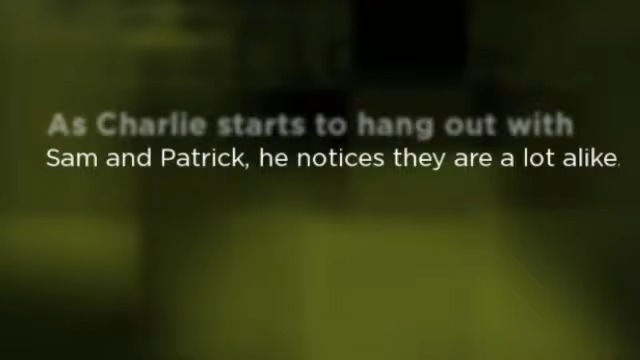 As Charlie starts to hang out with
Sam and Patrick, he notices they are a lot alike.